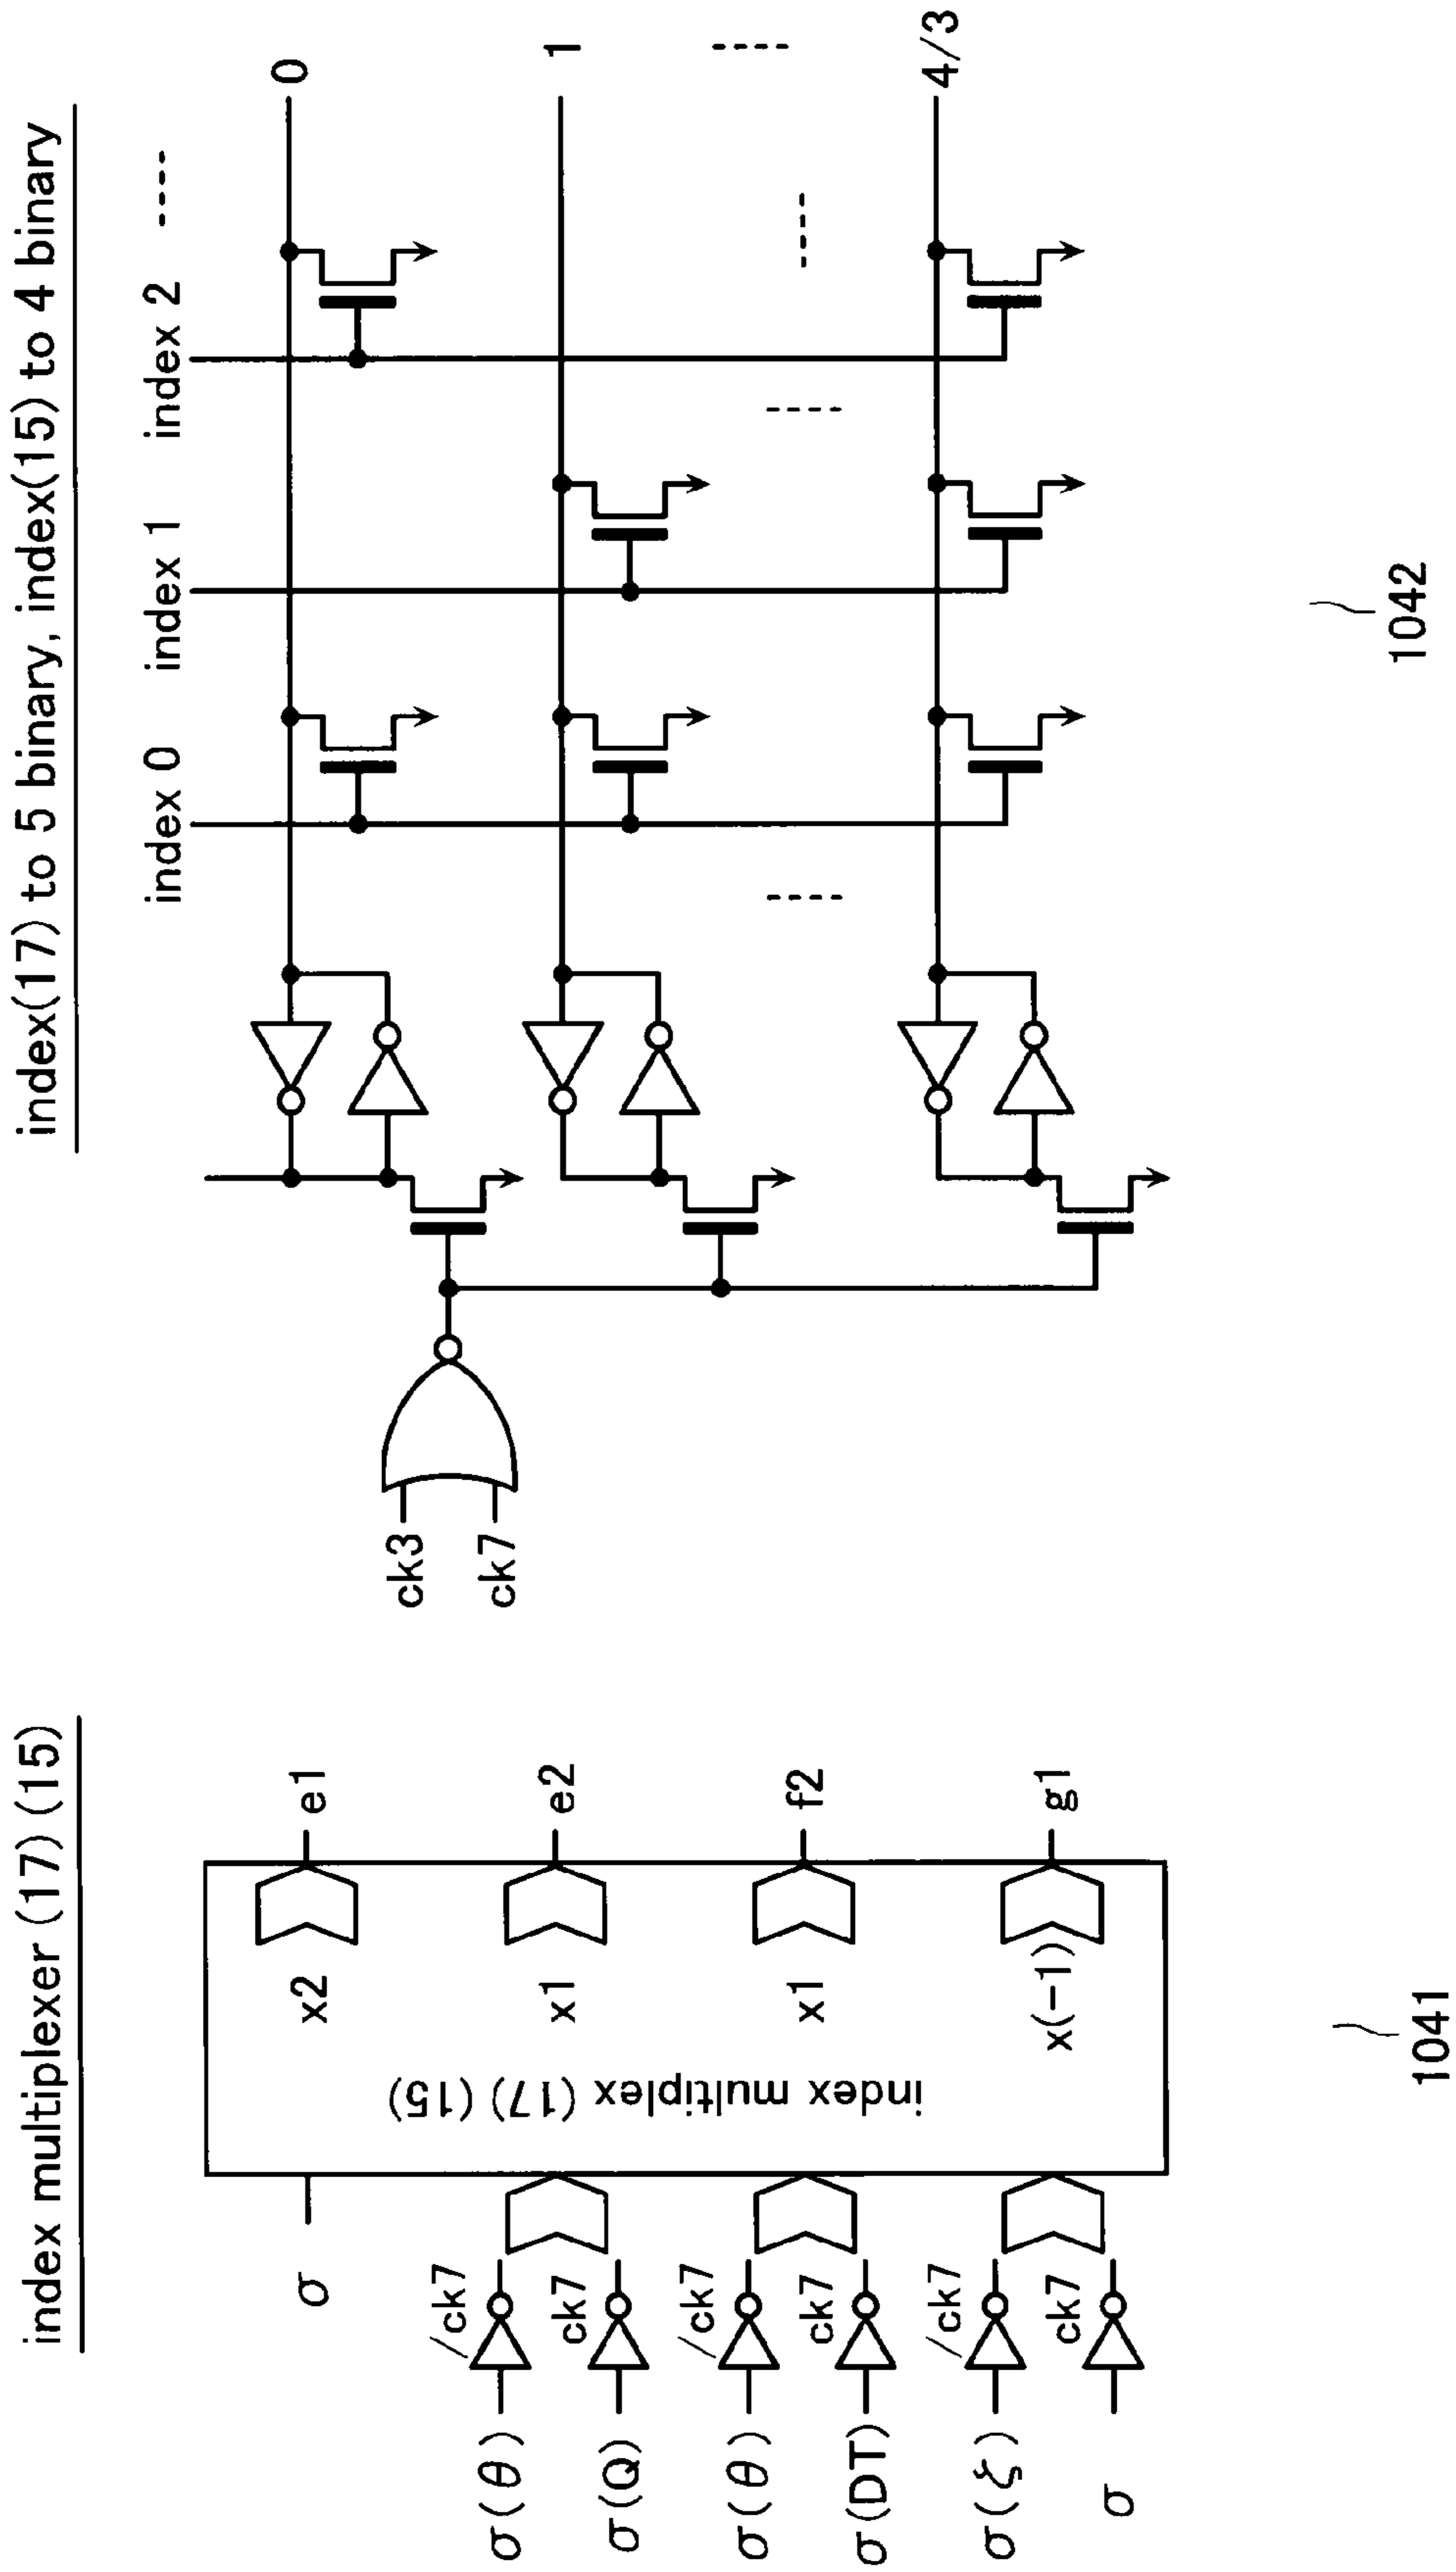 index multiplexer (17) (15)
σ
σ(θ)
/ck7
σ(Q)
ck7
σ(θ)
/ck7
σ(DT)
ck7
σ(ξ)
/ck7
σ
ck7
index multiplex (17) (15)
x2
x1
x1
x(-1)
e1
e2
f2
g1
1041
index(17) to 5 binary, index(15) to 4 binary
index 0
index 1
index 2
0
1
4/3
ck3
ck7
1042